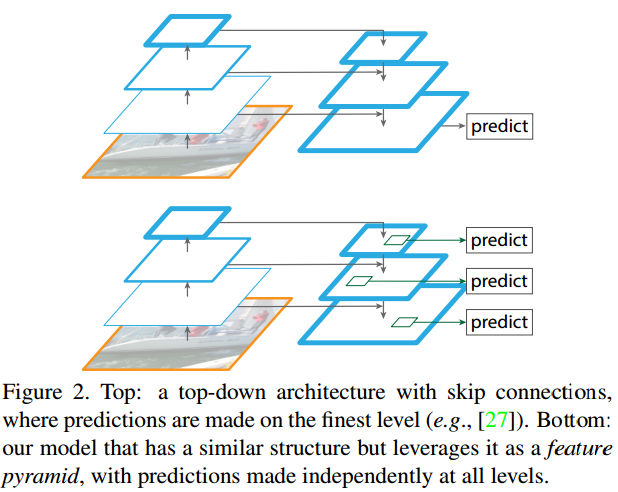 predict
predict
predict
predict
Figure 2. Top: a top-down architecture with skip connections,
where predictions are made on the finest level (e.g., [27]). Bottom:
our model that has a similar structure but leverages it as a feature
pyramid, with predictions made independently at all levels.